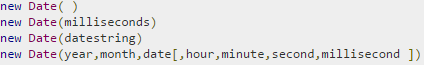 new Date( )
new Date(milliseconds)
new Date(datestring)
new Date(year,month,date[,hour,minute,second,millisecond ])